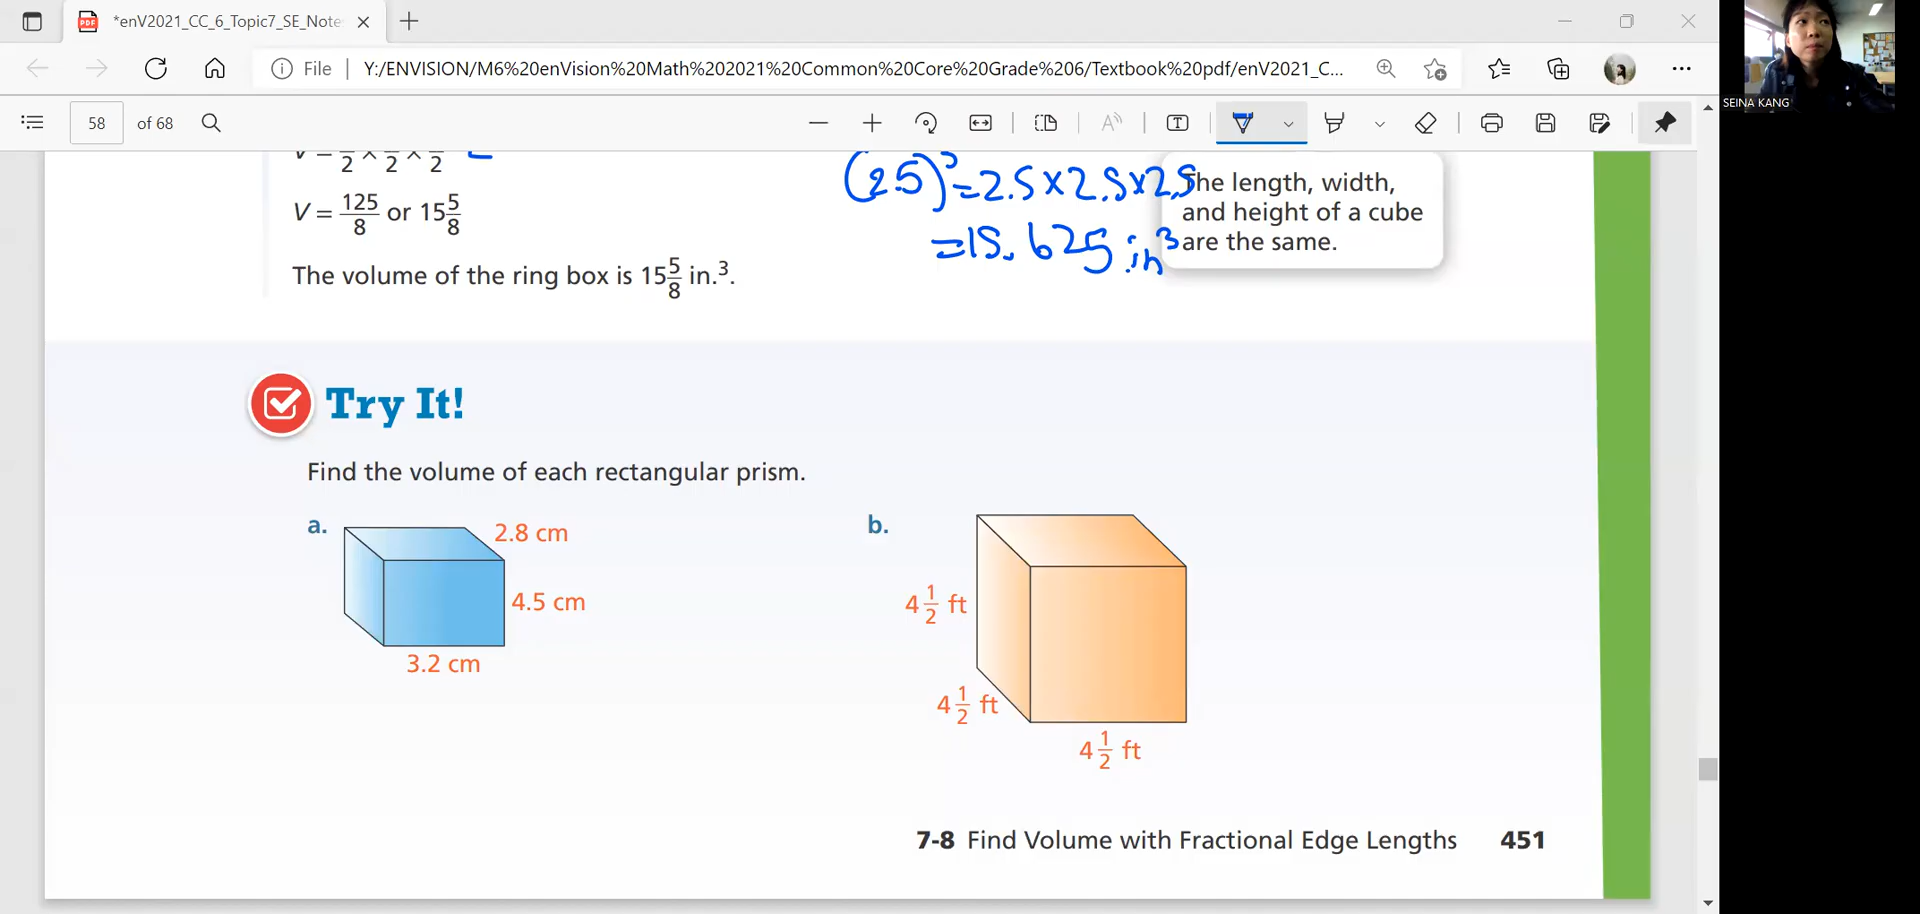 *enV2021_CC_6_Topic7_SE_Note
File Y:/ENVISION/M6%20enVision%20Math%202021%20Common%20Core%20Grade%206/Textbook%20pdf/enV2021_C...
SEINA KANG
58 of 68
2 × 2 × 2
V = 125/8 or 15 5/8
The volume of the ring box is 15 5/8 in.³.
(2.5)³ = 2.5 × 2.5 × 2.5
= 15.625 in³
The length, width,
and height of a cube
are the same.
Try It!
Find the volume of each rectangular prism.
a.
2.8 cm
4.5 cm
3.2 cm
b.
4 1/2 ft
4 1/2 ft
4 1/2 ft
7-8 Find Volume with Fractional Edge Lengths 451